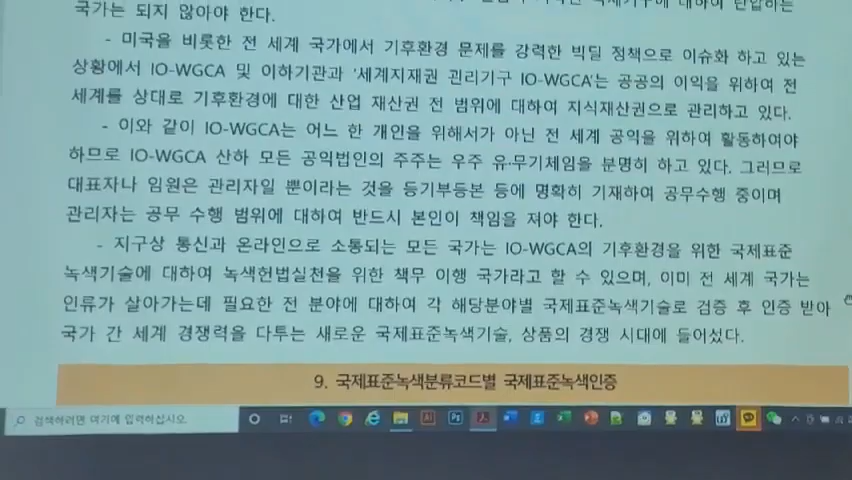 국가는 되지 않아야 한다.
- 미국을 비롯한 전 세계 국가에서 기후환경 문제를 강력한 빅딜 정책으로 이슈화 하고 있는
상황에서 IO-WGCA 및 이하기관과 '세계지재권 괸리기구 IO-WGCA'는 공공의 이익을 위하여 전
세계를 상대로 기후환경에 대한 산업 재산권 전 범위에 대하여 지식재산권으로 관리하고 있다.
- 이와 같이 IO-WGCA는 어느 한 개인을 위해서가 아닌 전 세계 공익을 위하여 활동하여야
하므로 IO-WGCA 산하 모든 공익법인의 주주는 우주 유·무기체임을 분명히 하고 있다. 그러므로
대표자나 임원은 관리자일 뿐이라는 것을 등기부등본 등에 명확히 기재하여 공무수행 중이며
관리자는 공무 수행 범위에 대하여 반드시 본인이 책임을 져야 한다.
- 지구상 통신과 온라인으로 소통되는 모든 국가는 IO-WGCA의 기후환경을 위한 국제표준
녹색기술에 대하여 녹색헌법실천을 위한 책무 이행 국가라고 할 수 있으며, 이미 전 세계 국가는
인류가 살아가는데 필요한 전 분야에 대하여 각 해당분야별 국제표준녹색기술로 검증 후 인증 받아
국가 간 세계 경쟁력을 다투는 새로운 국제표준녹색기술, 상품의 경쟁 시대에 들어섰다.
9. 국제표준녹색분류코드별 국제표준녹색인증
검색하려면 여기에 입력하십시오.